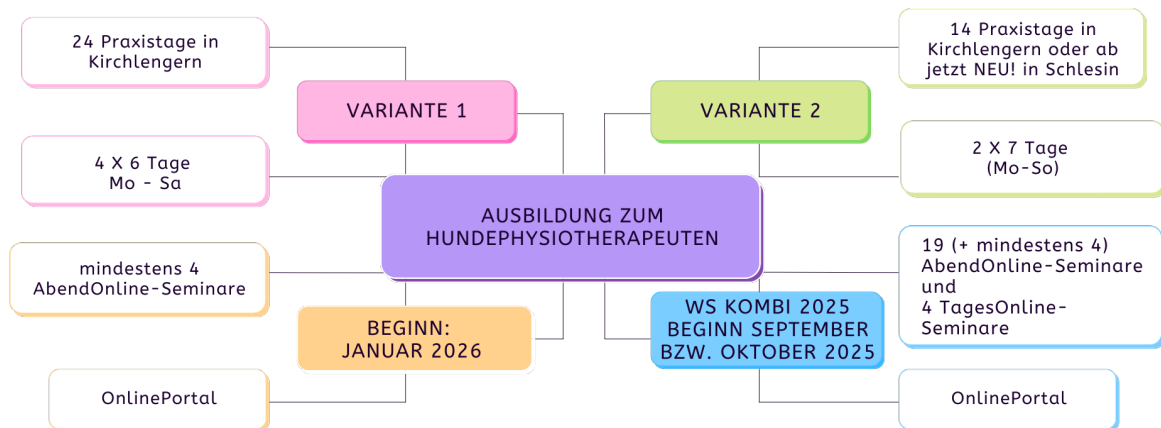 24 Praxistage in
Kirchlengern
VARIANTE 1
4 X 6 Tage
Mo - Sa
14 Praxistage in
Kirchlengern oder ab
jetzt NEU! in Schlesin
VARIANTE 2
2 X 7 Tage
(Mo-So)
AUSBILDUNG ZUM
HUNDEPHYSIOTHERAPEUTEN
mindestens 4
AbendOnline-Seminare
BEGINN:
JANUAR 2026
OnlinePortal
19 (+ mindestens 4)
AbendOnline-Seminare
und
4 TagesOnline-
Seminare
WS KOMBI 2025
BEGINN SEPTEMBER
BZW. OKTOBER 2025
OnlinePortal